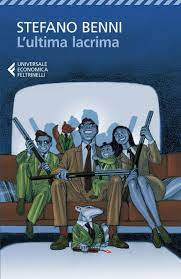 STEFANO BENNI
L'ultima lacrima
UNIVERSALE
ECONOMICA
FELTRINELLI